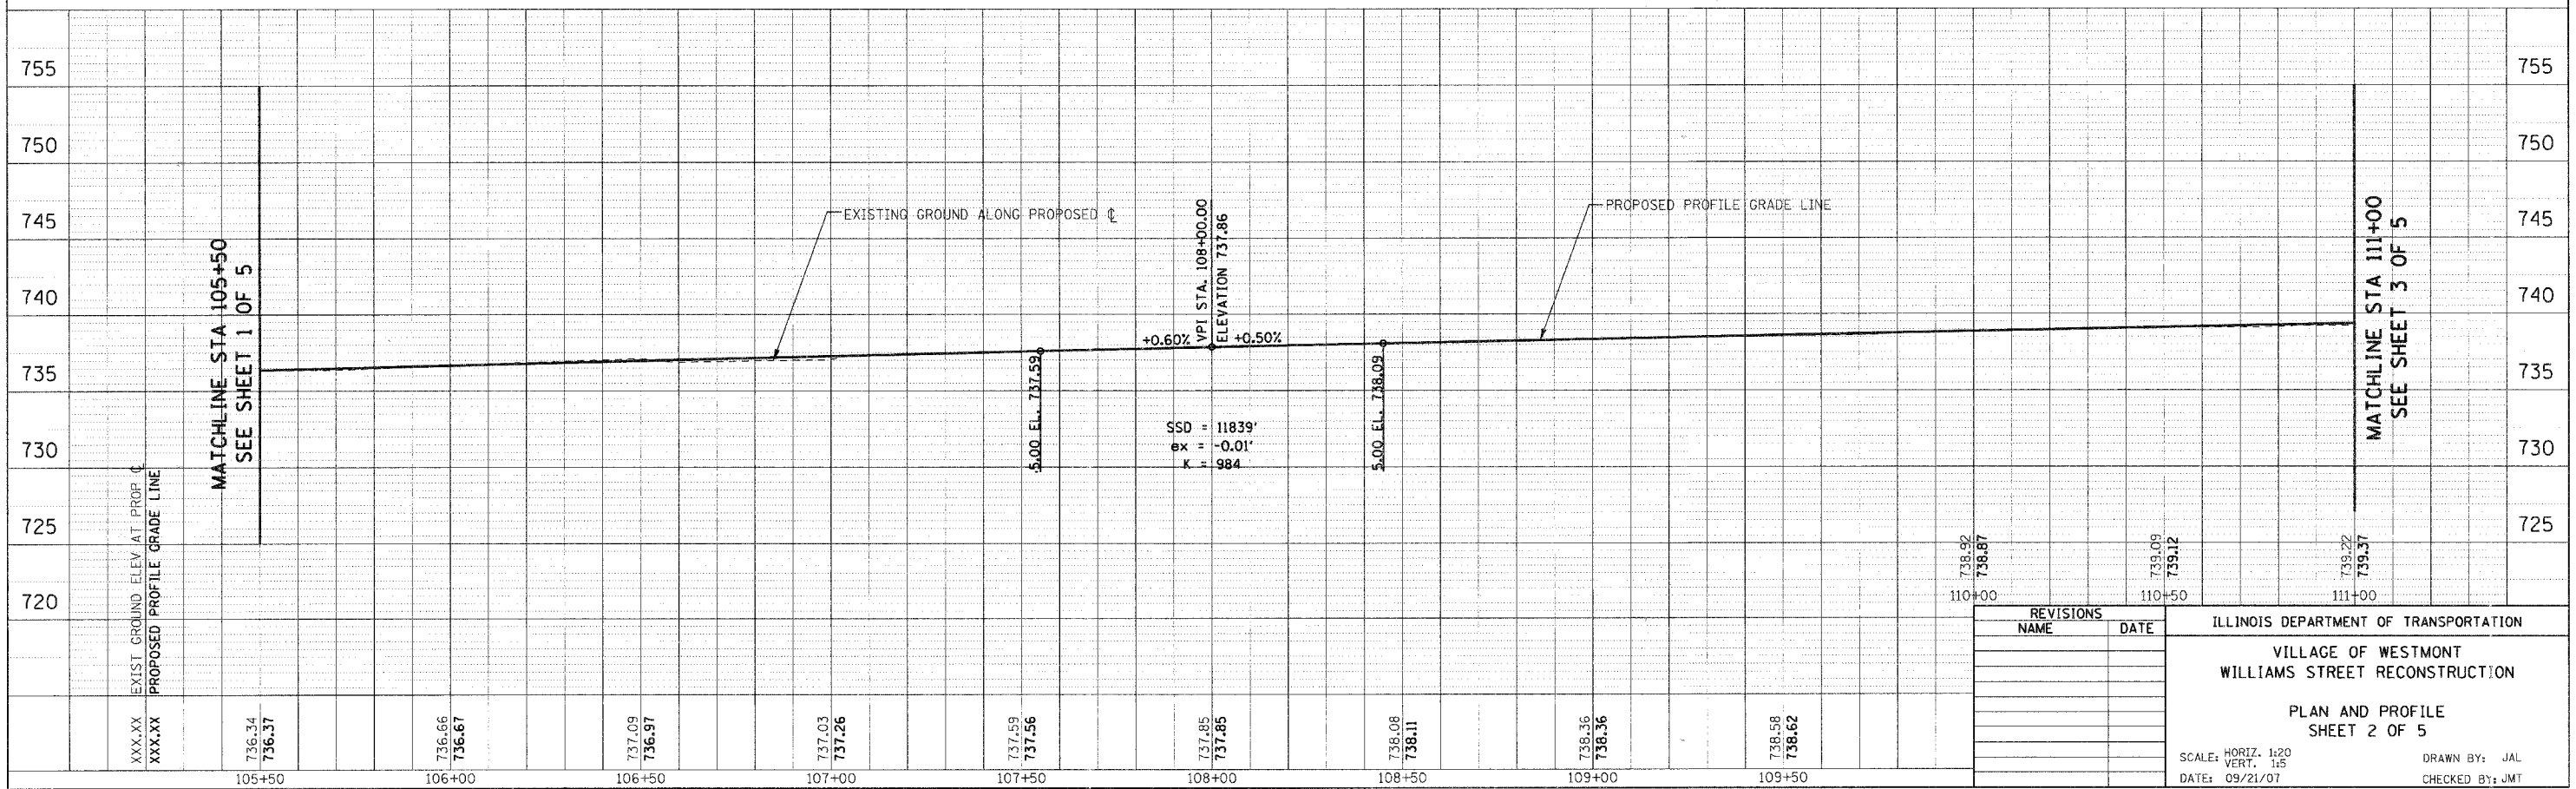 755
750
745
740
735
730
725
720
755
750
745
740
735
730
725
MATCHLINE STA 105+50
SEE SHEET 1 OF 5
EXISTING GROUND ALONG PROPOSED ℄
VPI STA. 108+00.00
ELEVATION 737.86
+0.60%
+0.50%
PROPOSED PROFILE GRADE LINE
5.00 EL. 737.59
5.00 EL. 738.09
SSD = 11839'
ex = -0.01'
K = 984
MATCHLINE STA 111+00
SEE SHEET 3 OF 5
XXX.XX EXIST GROUND ELEV AT PROP ℄
XXX.XX PROPOSED PROFILE GRADE LINE
736.34
736.37
105+50
736.66
736.67
106+00
737.09
736.97
106+50
737.03
737.26
107+00
737.59
737.56
107+50
737.85
737.85
108+00
738.08
738.11
108+50
738.36
738.36
109+00
738.58
738.62
109+50
738.92
738.87
110+00
739.09
739.12
110+50
739.22
739.37
111+00
REVISIONS
NAME DATE
ILLINOIS DEPARTMENT OF TRANSPORTATION
VILLAGE OF WESTMONT
WILLIAMS STREET RECONSTRUCTION
PLAN AND PROFILE
SHEET 2 OF 5
SCALE: HORIZ. 1:20
VERT. 1:5
DRAWN BY: JAL
DATE: 09/21/07
CHECKED BY: JMT